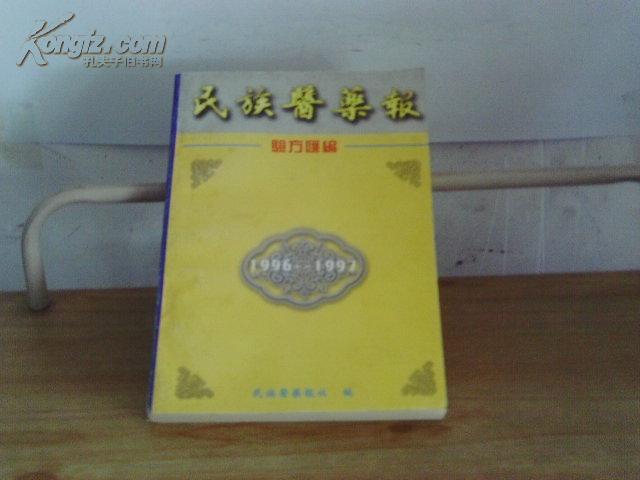 Kongfz.com
孔夫子旧书网
民族醫藥報
驗方匯編
1996--1997
民族醫藥報社 編